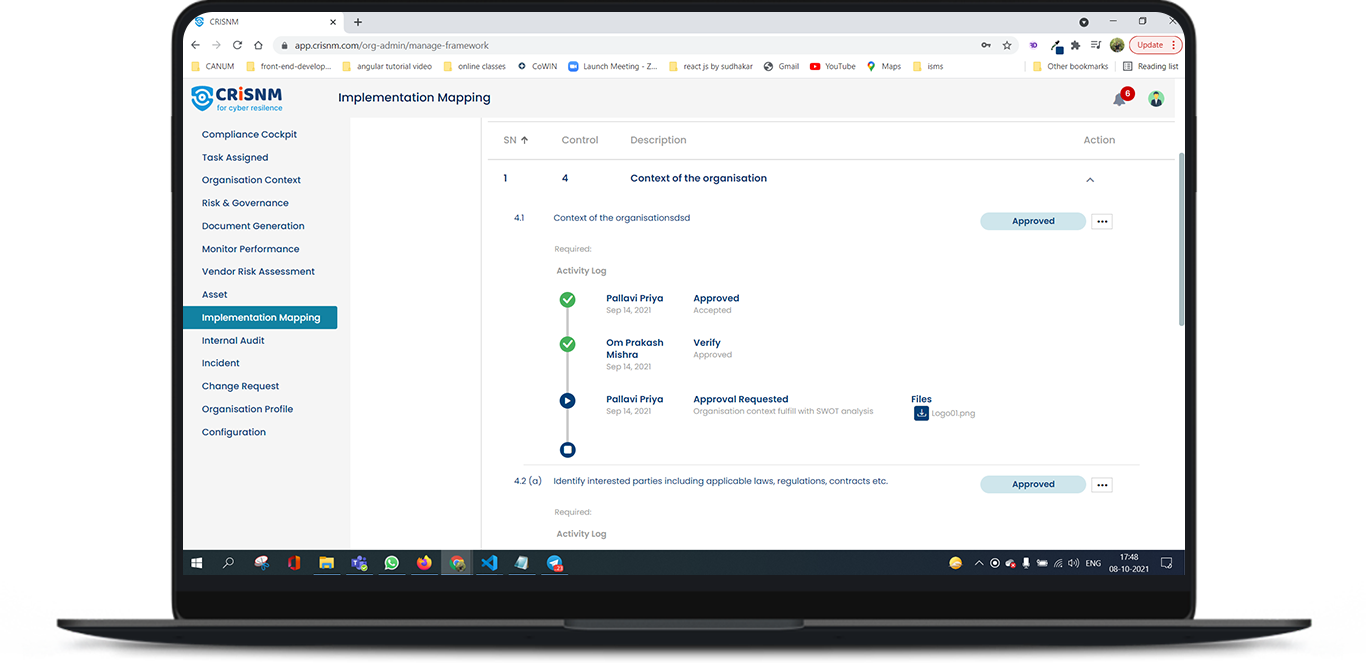 CRISNM
app.crisnm.com/org-admin/manage-framework
Update
CANUM
front-end-develop...
angular tutorial video
online classes
CoWIN
Launch Meeting - Z...
react js by sudhakar
Gmail
YouTube
Maps
isms
Other bookmarks
Reading list
CRiSNM
for cyber resilence
Implementation Mapping
6
Compliance Cockpit
Task Assigned
Organisation Context
Risk & Governance
Document Generation
Monitor Performance
Vendor Risk Assessment
Asset
Implementation Mapping
Internal Audit
Incident
Change Request
Organisation Profile
Configuration
SN Control Description Action
1 4 Context of the organisation
4.1 Context of the organisationsdsd Approved
Required:
Activity Log
Pallavi Priya Approved
Sep 14, 2021 Accepted
Om Prakash Verify
Mishra Approved
Sep 14, 2021
Pallavi Priya Approval Requested Files
Sep 14, 2021 Organisation context fulfill with SWOT analysis Logo01.png
4.2 (a) Identify interested parties including applicable laws, regulations, contracts etc. Approved
Required:
Activity Log
ENG
17:48
08-10-2021